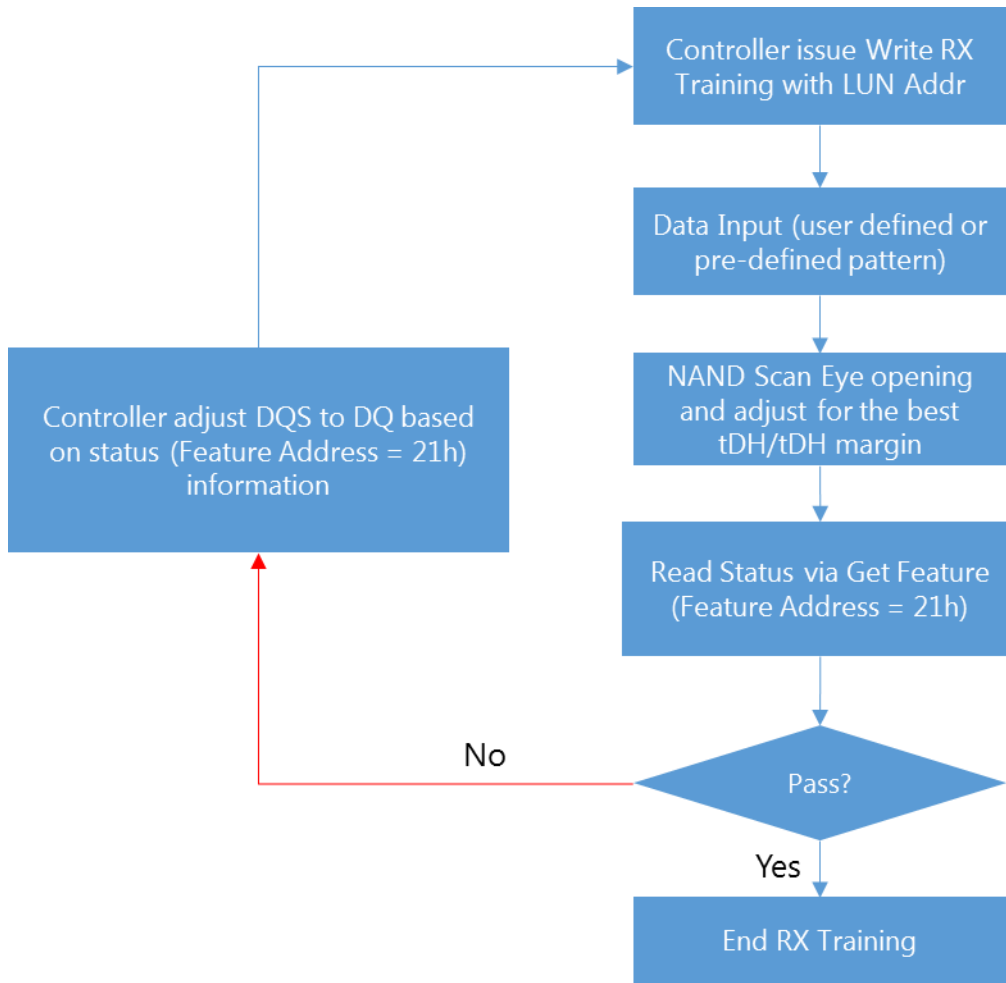 Controller issue Write RX
Training with LUN Addr
Data Input (user defined or
pre-defined pattern)
NAND Scan Eye opening
and adjust for the best
tDH/tDH margin
Controller adjust DQS to DQ based
on status (Feature Address = 21h)
information
Read Status via Get Feature
(Feature Address = 21h)
No
Pass?
Yes
End RX Training